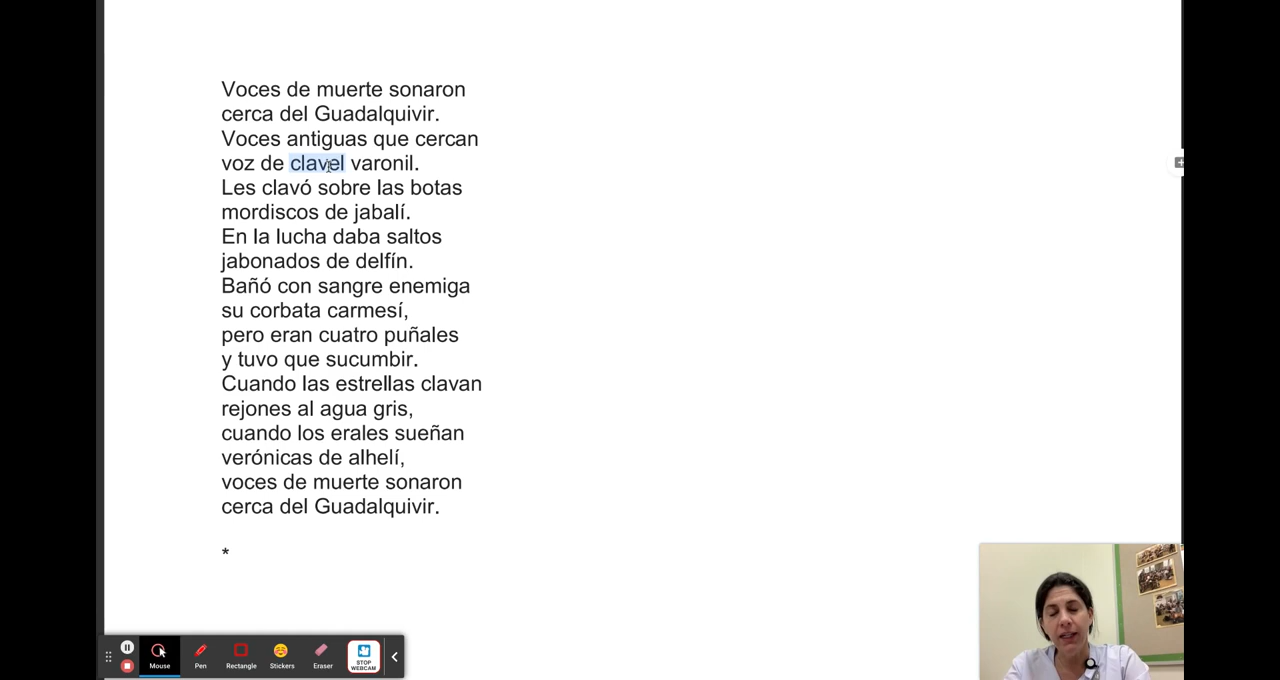 Voces de muerte sonaron
cerca del Guadalquivir.
Voces antiguas que cercan
voz de clavel varonil.
Les clavó sobre las botas
mordiscos de jabalí.
En la lucha daba saltos
jabonados de delfín.
Bañó con sangre enemiga
su corbata carmesí,
pero eran cuatro puñales
y tuvo que sucumbir.
Cuando las estrellas clavan
rejones al agua gris,
cuando los erales sueñan
verónicas de alhelí,
voces de muerte sonaron
cerca del Guadalquivir.
*
Mouse
Pen
Rectangle
Stickers
Eraser
STOP
WEBCAM